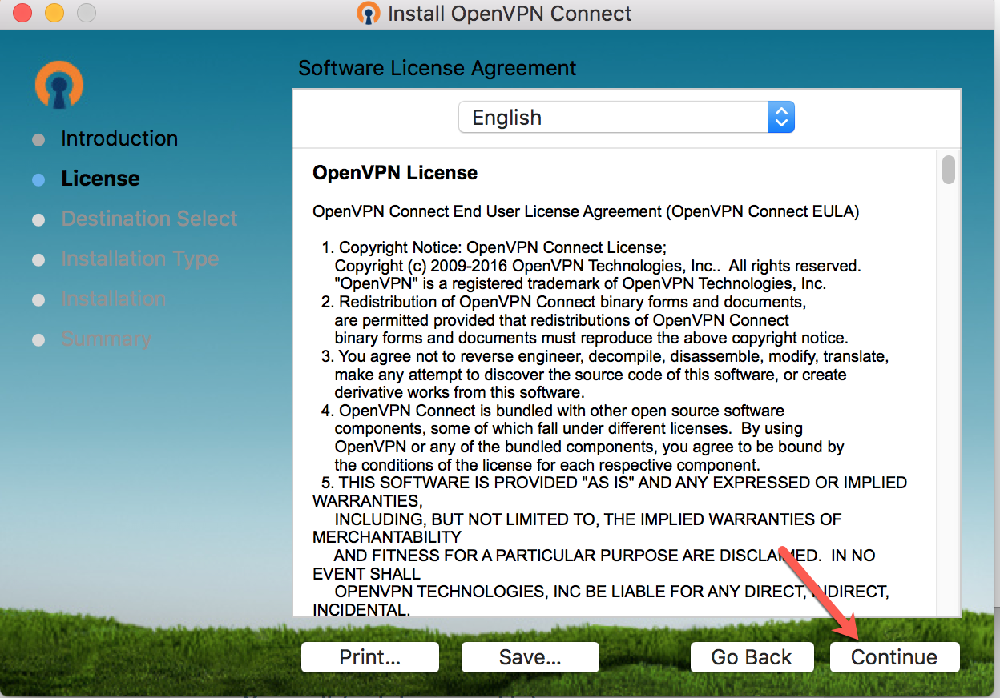 Install OpenVPN Connect
Software License Agreement
Introduction
License
Destination Select
Installation Type
Installation
Summary
English
OpenVPN License
OpenVPN Connect End User License Agreement (OpenVPN Connect EULA)
1. Copyright Notice: OpenVPN Connect License;
Copyright (c) 2009-2016 OpenVPN Technologies, Inc..  All rights reserved.
"OpenVPN" is a registered trademark of OpenVPN Technologies, Inc.
2. Redistribution of OpenVPN Connect binary forms and documents,
are permitted provided that redistributions of OpenVPN Connect
binary forms and documents must reproduce the above copyright notice.
3. You agree not to reverse engineer, decompile, disassemble, modify, translate,
make any attempt to discover the source code of this software, or create
derivative works from this software.
4. OpenVPN Connect is bundled with other open source software
components, some of which fall under different licenses.  By using
OpenVPN or any of the bundled components, you agree to be bound by
the conditions of the license for each respective component.
5. THIS SOFTWARE IS PROVIDED "AS IS" AND ANY EXPRESSED OR IMPLIED
WARRANTIES,
INCLUDING, BUT NOT LIMITED TO, THE IMPLIED WARRANTIES OF
MERCHANTABILITY
AND FITNESS FOR A PARTICULAR PURPOSE ARE DISCLAIMED.  IN NO
EVENT SHALL
OPENVPN TECHNOLOGIES, INC BE LIABLE FOR ANY DIRECT, INDIRECT,
INCIDENTAL,
Print...
Save...
Go Back
Continue